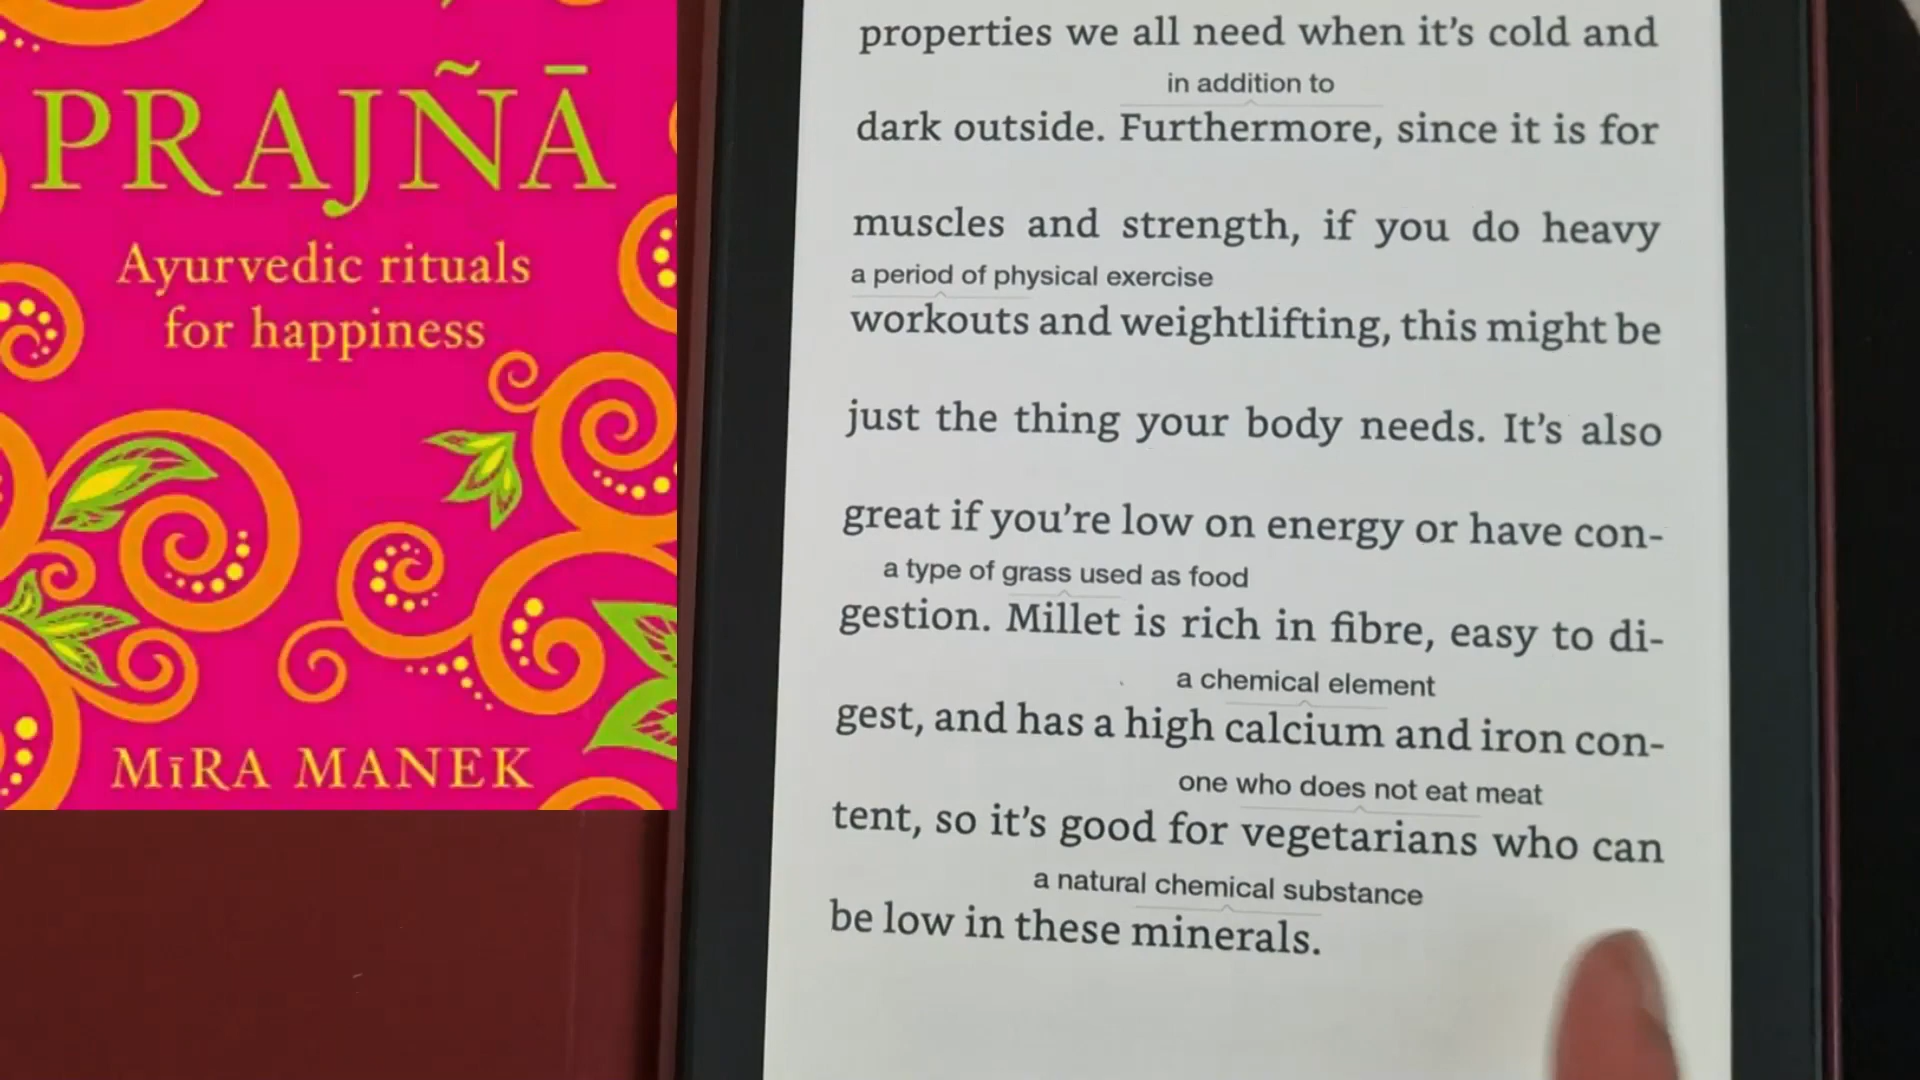 PRAJÑĀ
Ayurvedic rituals
for happiness
MīRA MANEK
properties we all need when it's cold and
in addition to
dark outside. Furthermore, since it is for
muscles and strength, if you do heavy
a period of physical exercise
workouts and weightlifting, this might be
just the thing your body needs. It's also
great if you're low on energy or have con-
a type of grass used as food
gestion. Millet is rich in fibre, easy to di-
a chemical element
gest, and has a high calcium and iron con-
one who does not eat meat
tent, so it's good for vegetarians who can
a natural chemical substance
be low in these minerals.